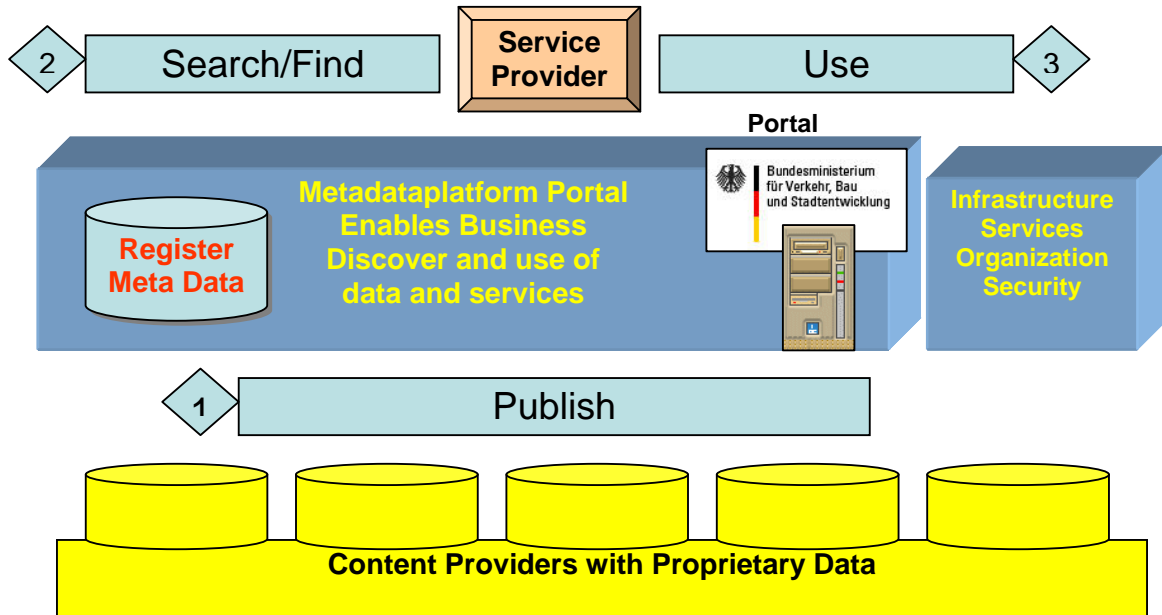 2
Search/Find
Service
Provider
Use
3
Portal
Register
Meta Data
Metadataplatform Portal
Enables Business
Discover and use of
data and services
Bundesministerium
für Verkehr, Bau
und Stadtentwicklung
Infrastructure
Services
Organization
Security
1
Publish
Content Providers with Proprietary Data